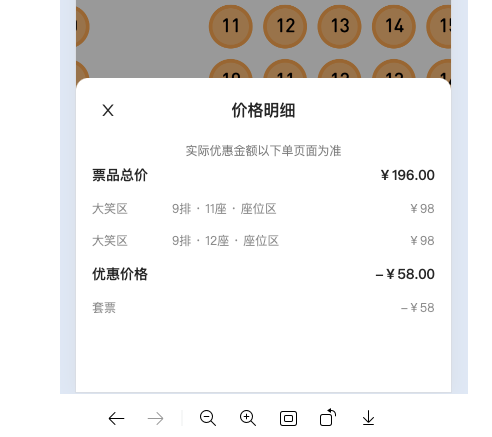 11 12 13 14
价格明细
实际优惠金额以下单页面为准
票品总价 ¥196.00
大笑区 9排 · 11座 · 座位区 ¥98
大笑区 9排 · 12座 · 座位区 ¥98
优惠价格 -¥58.00
套票 -¥58